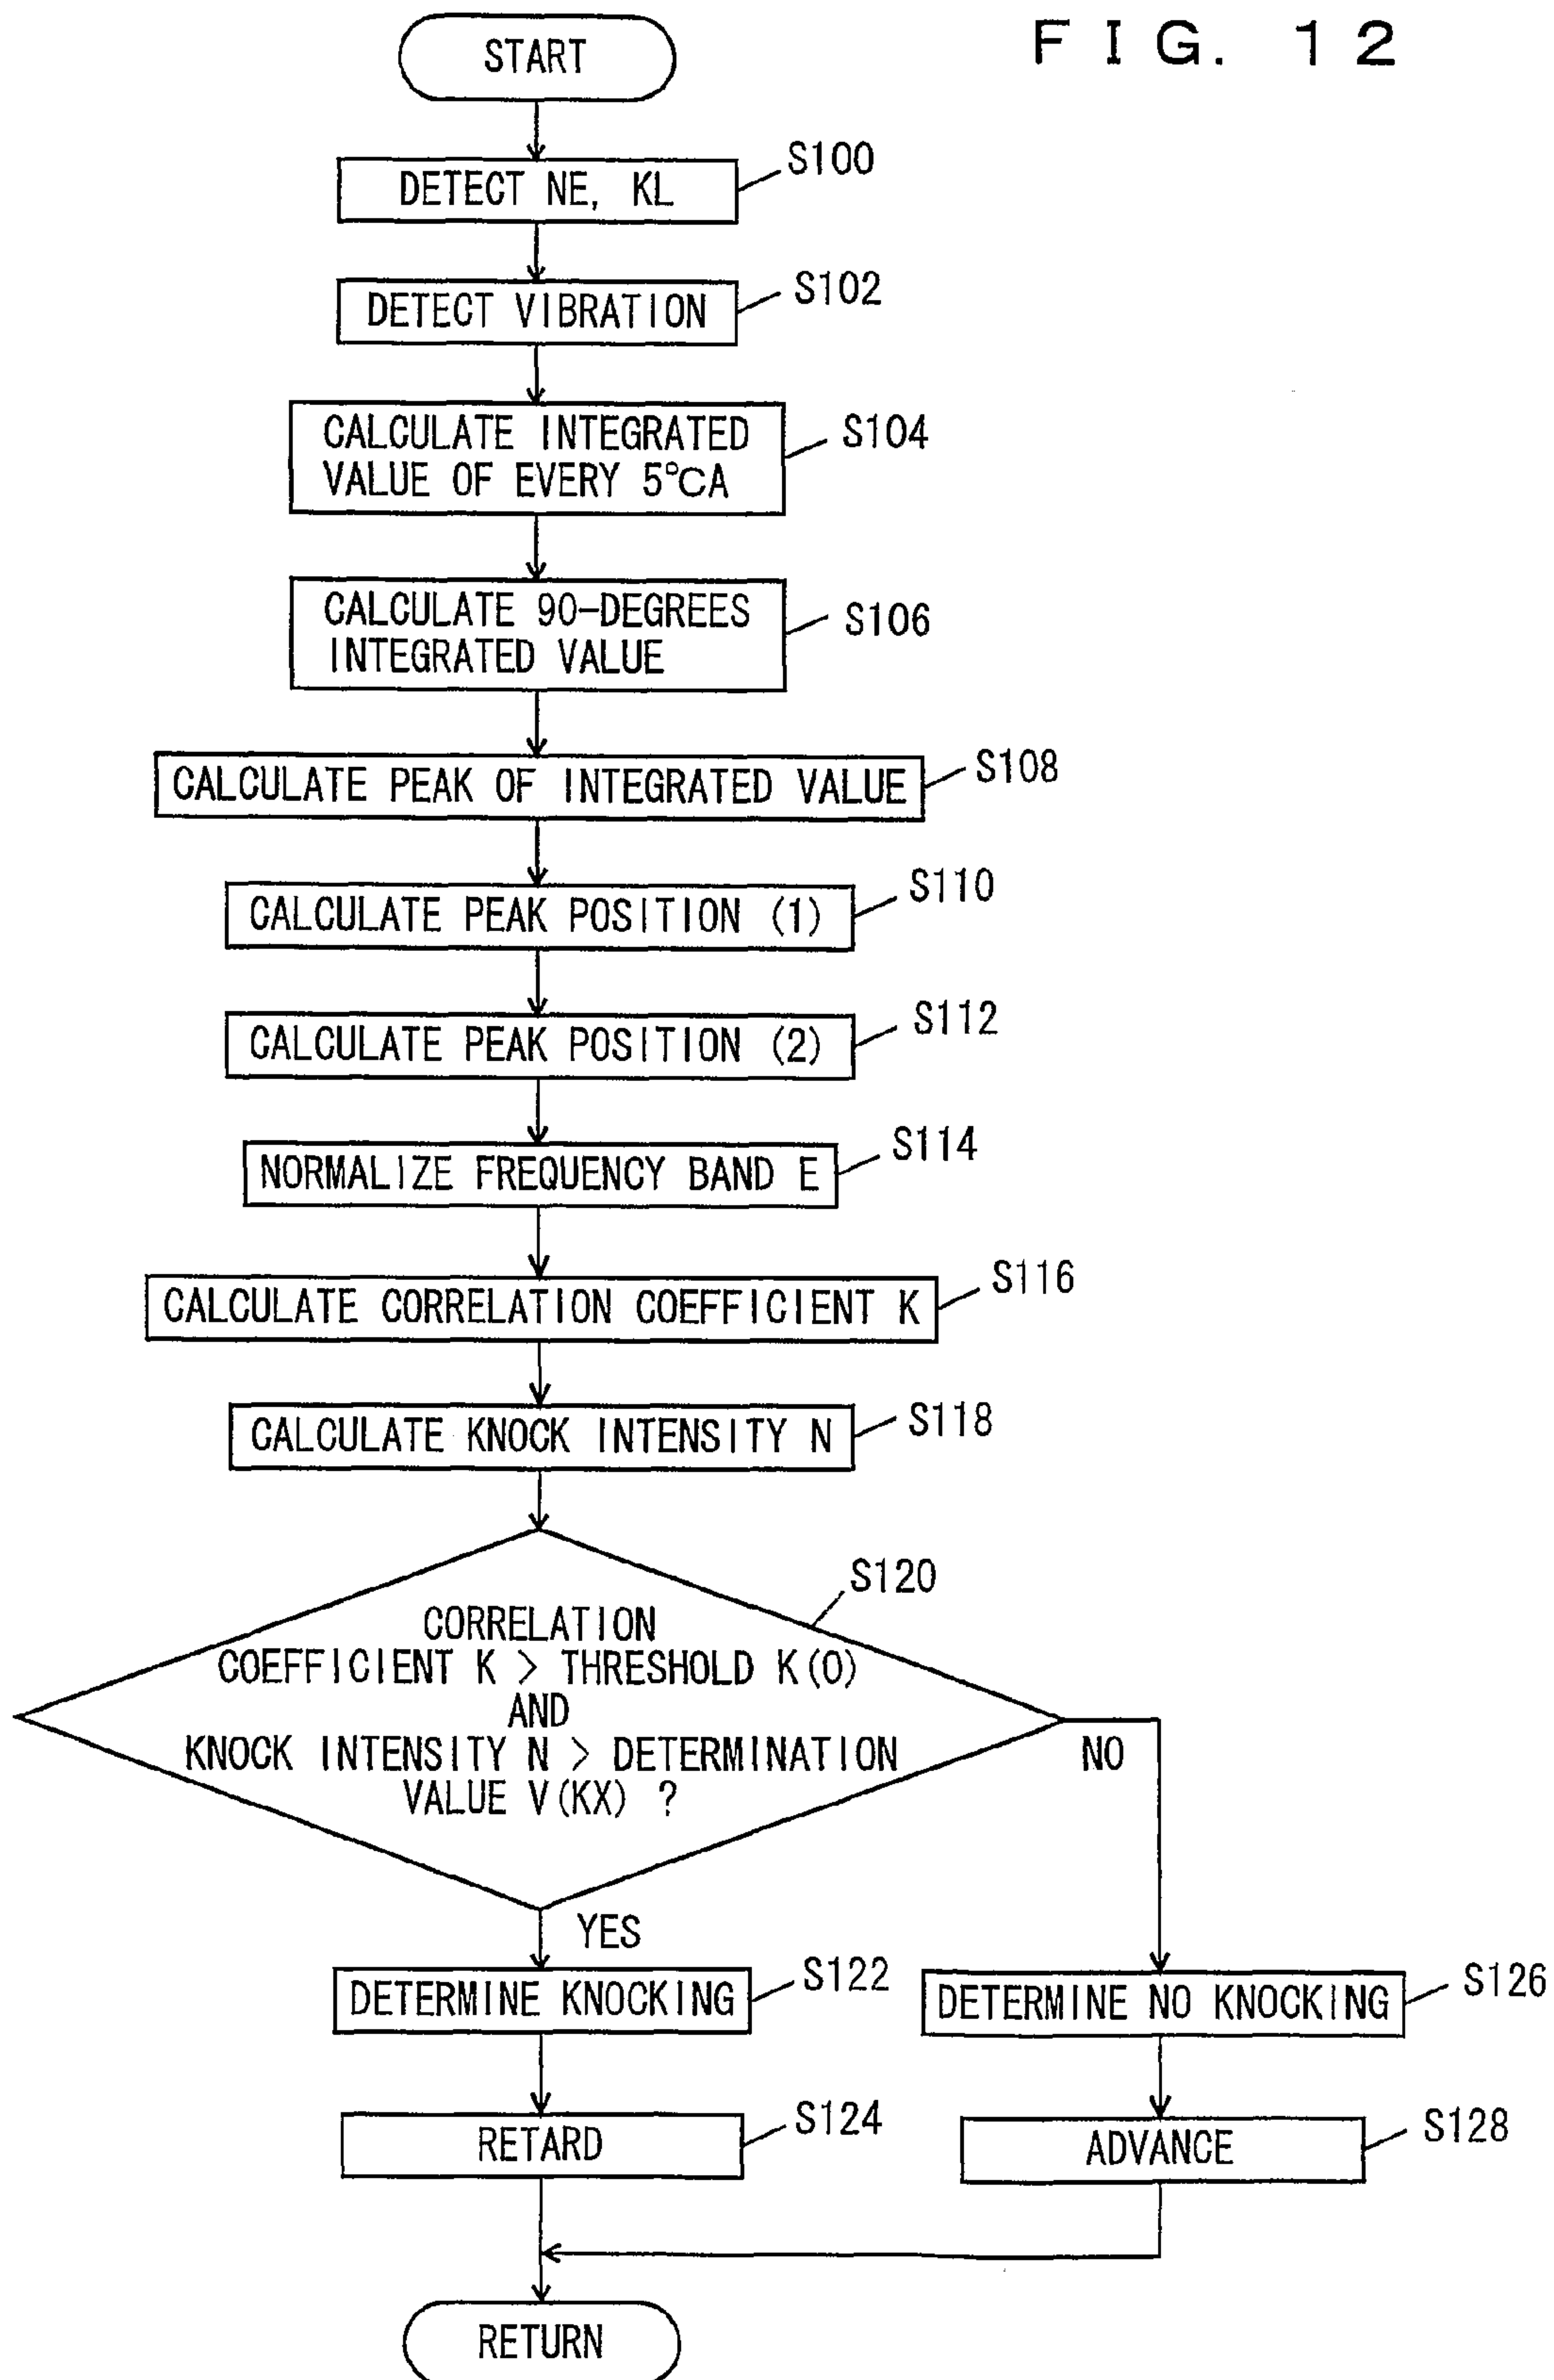 FIG. 12
START
DETECT NE, KL
S100
DETECT VIBRATION
S102
CALCULATE INTEGRATED
VALUE OF EVERY 5°CA
S104
CALCULATE 90-DEGREES
INTEGRATED VALUE
S106
CALCULATE PEAK OF INTEGRATED VALUE
S108
CALCULATE PEAK POSITION (1)
S110
CALCULATE PEAK POSITION (2)
S112
NORMALIZE FREQUENCY BAND E
S114
CALCULATE CORRELATION COEFFICIENT K
S116
CALCULATE KNOCK INTENSITY N
S118
S120
CORRELATION
COEFFICIENT K > THRESHOLD K(0)
AND
KNOCK INTENSITY N > DETERMINATION
VALUE V(KX) ?
NO
YES
DETERMINE KNOCKING
S122
DETERMINE NO KNOCKING
S126
RETARD
S124
ADVANCE
S128
RETURN